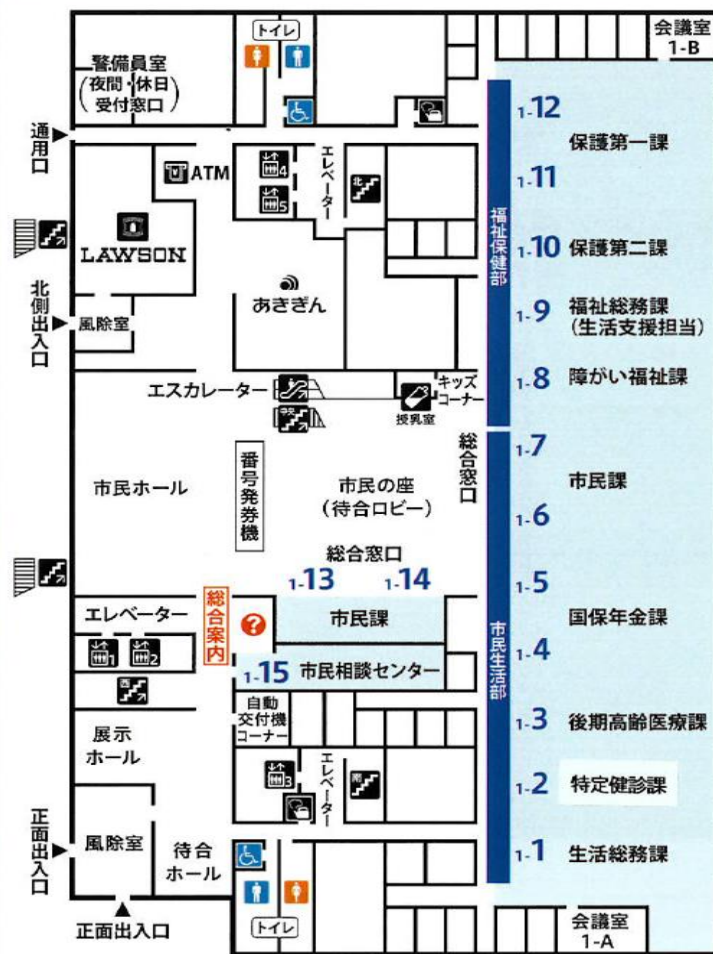 会議室
1-B
トイレ
警備員室
(夜間・休日
受付窓口)
通用口
ATM
エレベーター
4
5
北
LAWSON
あきぎん
北側出入口
風除室
エスカレーター
中央
授乳室
キッズ
コーナー
総合窓口
市民ホール
番号発券機
市民の座
(待合ロビー)
総合窓口
1-13
1-14
市民課
エレベーター
1
2
総合案内
?
1-15 市民相談センター
西
自動
交付機
コーナー
展示
ホール
3
エレベーター
南
正面出入口
風除室
待合
ホール
正面出入口
トイレ
福祉保健部
1-12
保護第一課
1-11
1-10 保護第二課
1-9 福祉総務課
(生活支援担当)
1-8 障がい福祉課
市民生活部
1-7
市民課
1-6
1-5
国保年金課
1-4
1-3 後期高齢医療課
1-2 特定健診課
1-1 生活総務課
会議室
1-A